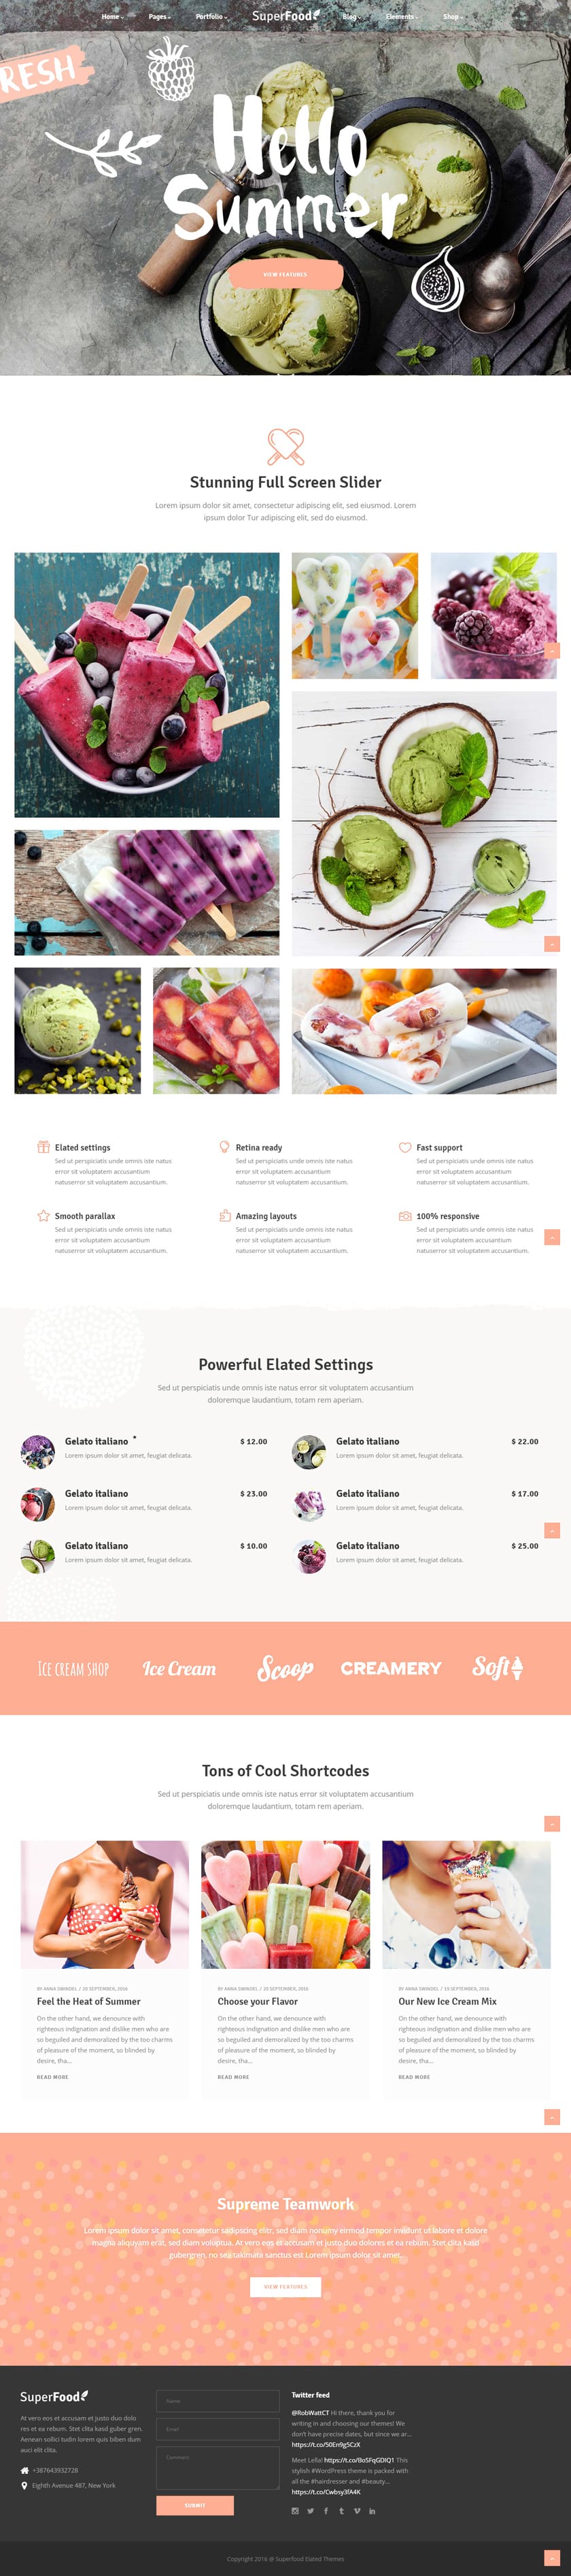 Home
Pages
Portfolio
SuperFood
Blog
Elements
Shop
RESH
Hello
Summer
VIEW FEATURES
Stunning Full Screen Slider
Lorem ipsum dolor sit amet, consectetur adipiscing elit, sed eiusmod. Lorem
ipsum dolor Tur adipiscing elit, sed do eiusmod.
Elated settings
Sed ut perspiciatis unde omnis iste natus
error sit voluptatem accusantium
natuserror sit voluptatem accusantium.
Retina ready
Sed ut perspiciatis unde omnis iste natus
error sit voluptatem accusantium
natuserror sit voluptatem accusantium.
Fast support
Sed ut perspiciatis unde omnis iste natus
error sit voluptatem accusantium
natuserror sit voluptatem accusantium.
Smooth parallax
Sed ut perspiciatis unde omnis iste natus
error sit voluptatem accusantium
natuserror sit voluptatem accusantium.
Amazing layouts
Sed ut perspiciatis unde omnis iste natus
error sit voluptatem accusantium
natuserror sit voluptatem accusantium.
100% responsive
Sed ut perspiciatis unde omnis iste natus
error sit voluptatem accusantium
natuserror sit voluptatem accusantium.
Powerful Elated Settings
Sed ut perspiciatis unde omnis iste natus error sit voluptatem accusantium
doloremque laudantium, totam rem aperiam.
Gelato italiano * $ 12.00
Lorem ipsum dolor sit amet, feugiat delicata.
Gelato italiano $ 22.00
Lorem ipsum dolor sit amet, feugiat delicata.
Gelato italiano $ 23.00
Lorem ipsum dolor sit amet, feugiat delicata.
Gelato italiano $ 17.00
Lorem ipsum dolor sit amet, feugiat delicata.
Gelato italiano $ 10.00
Lorem ipsum dolor sit amet, feugiat delicata.
Gelato italiano $ 25.00
Lorem ipsum dolor sit amet, feugiat delicata.
ICE CREAM SHOP
Ice Cream
Scoop
CREAMERY
Soft
Tons of Cool Shortcodes
Sed ut perspiciatis unde omnis iste natus error sit voluptatem accusantium
doloremque laudantium, totam rem aperiam.
BY ANNA SWINDEL / 20 SEPTEMBER, 2016
Feel the Heat of Summer
On the other hand, we denounce with
righteous indignation and dislike men who are
so beguiled and demoralized by the too charms
of pleasure of the moment, so blinded by
desire, tha...
READ MORE
BY ANNA SWINDEL / 20 SEPTEMBER, 2016
Choose your Flavor
On the other hand, we denounce with
righteous indignation and dislike men who are
so beguiled and demoralized by the too charms
of pleasure of the moment, so blinded by
desire, tha...
READ MORE
BY ANNA SWINDEL / 19 SEPTEMBER, 2016
Our New Ice Cream Mix
On the other hand, we denounce with
righteous indignation and dislike men who are
so beguiled and demoralized by the too charms
of pleasure of the moment, so blinded by
desire, tha...
READ MORE
Supreme Teamwork
Lorem ipsum dolor sit amet, consetetur sadipscing elitr, sed diam nonumy eirmod tempor invidunt ut labore et dolore
magna aliquyam erat, sed diam voluptua. At vero eos et accusam et justo duo dolores et ea rebum. Stet clita kasd
gubergren, no sea takimata sanctus est Lorem ipsum dolor sit amet.
VIEW FEATURES
SuperFood
At vero eos et accusam et justo duo dolo
res et ea rebum. Stet clita kasd guber gren,
Aenean sollici tudin lorem quis biben dum
auci elit clita.
+387643932728
Eighth Avenue 487, New York
Name
Email
Comment
SUBMIT
Twitter feed
@RobWattCT Hi there, thank you for
writing in and choosing our themes! We
don't have precise dates, but since we ar...
https://t.co/50En9g5CzX
Meet Lella! https://t.co/BoSFqGDIQ1 This
stylish #WordPress theme is packed with
all the #hairdresser and #beauty...
https://t.co/Cwbsy3fA4K
Copyright 2016 @ Superfood Elated Themes